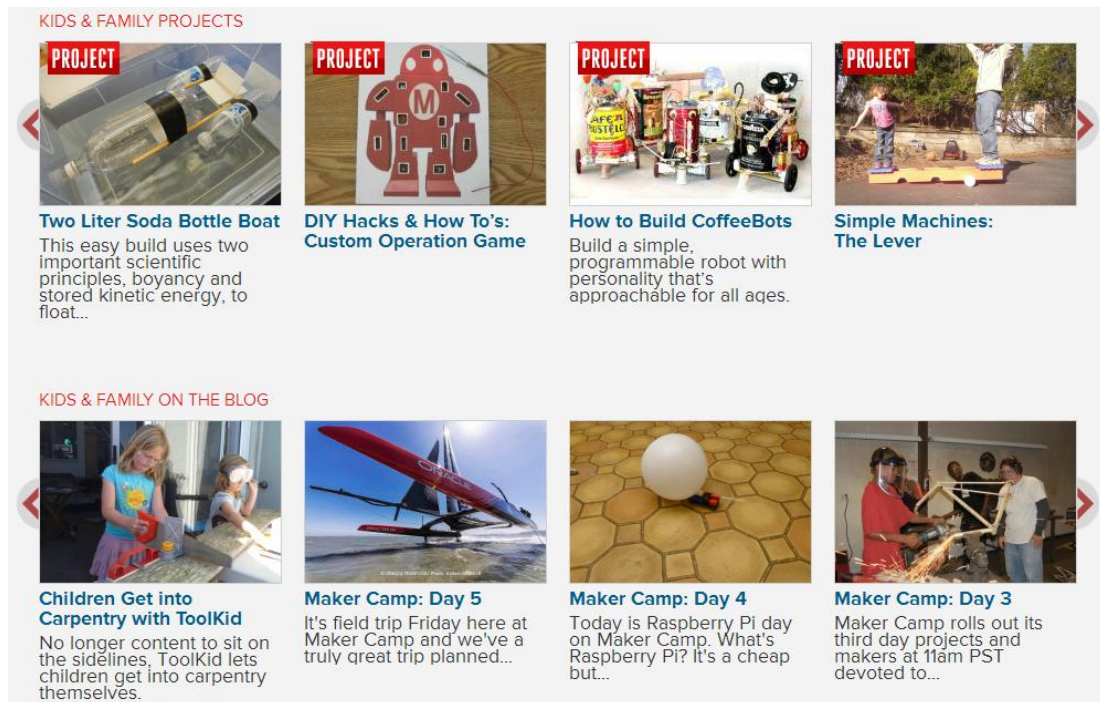 KIDS & FAMILY PROJECTS
PROJECT
PROJECT
PROJECT
PROJECT
M
CAFE
BUSTELO
Two Liter Soda Bottle Boat
This easy build uses two
important scientific
principles, boyancy and
stored kinetic energy, to
float...
DIY Hacks & How To's:
Custom Operation Game
How to Build CoffeeBots
Build a simple,
programmable robot with
personality that's
approachable for all ages.
Simple Machines:
The Lever
KIDS & FAMILY ON THE BLOG
ORACLE
Children Get into
Carpentry with ToolKid
No longer content to sit on
the sidelines, ToolKid lets
children get into carpentry
themselves.
Maker Camp: Day 5
It's field trip Friday here at
Maker Camp and we've a
truly great trip planned...
Maker Camp: Day 4
Today is Raspberry Pi day
on Maker Camp. What's
Raspberry Pi? It's a cheap
but...
Maker Camp: Day 3
Maker Camp rolls out its
third day projects and
makers at 11am PST
devoted to...